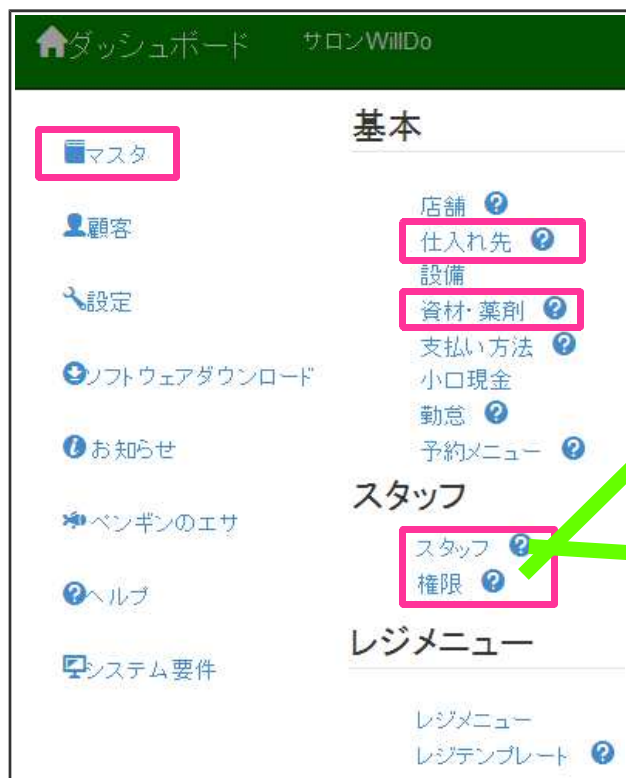 ダッシュボード サロンWillDo
マスタ
顧客
設定
ソフトウェアダウンロード
お知らせ
ペンギンのエサ
ヘルプ
システム要件
基本
店舗
仕入れ先
設備
資材・薬剤
支払い方法
小口現金
勤怠
予約メニュー
スタッフ
スタッフ
権限
レジメニュー
レジメニュー
レジテンプレート